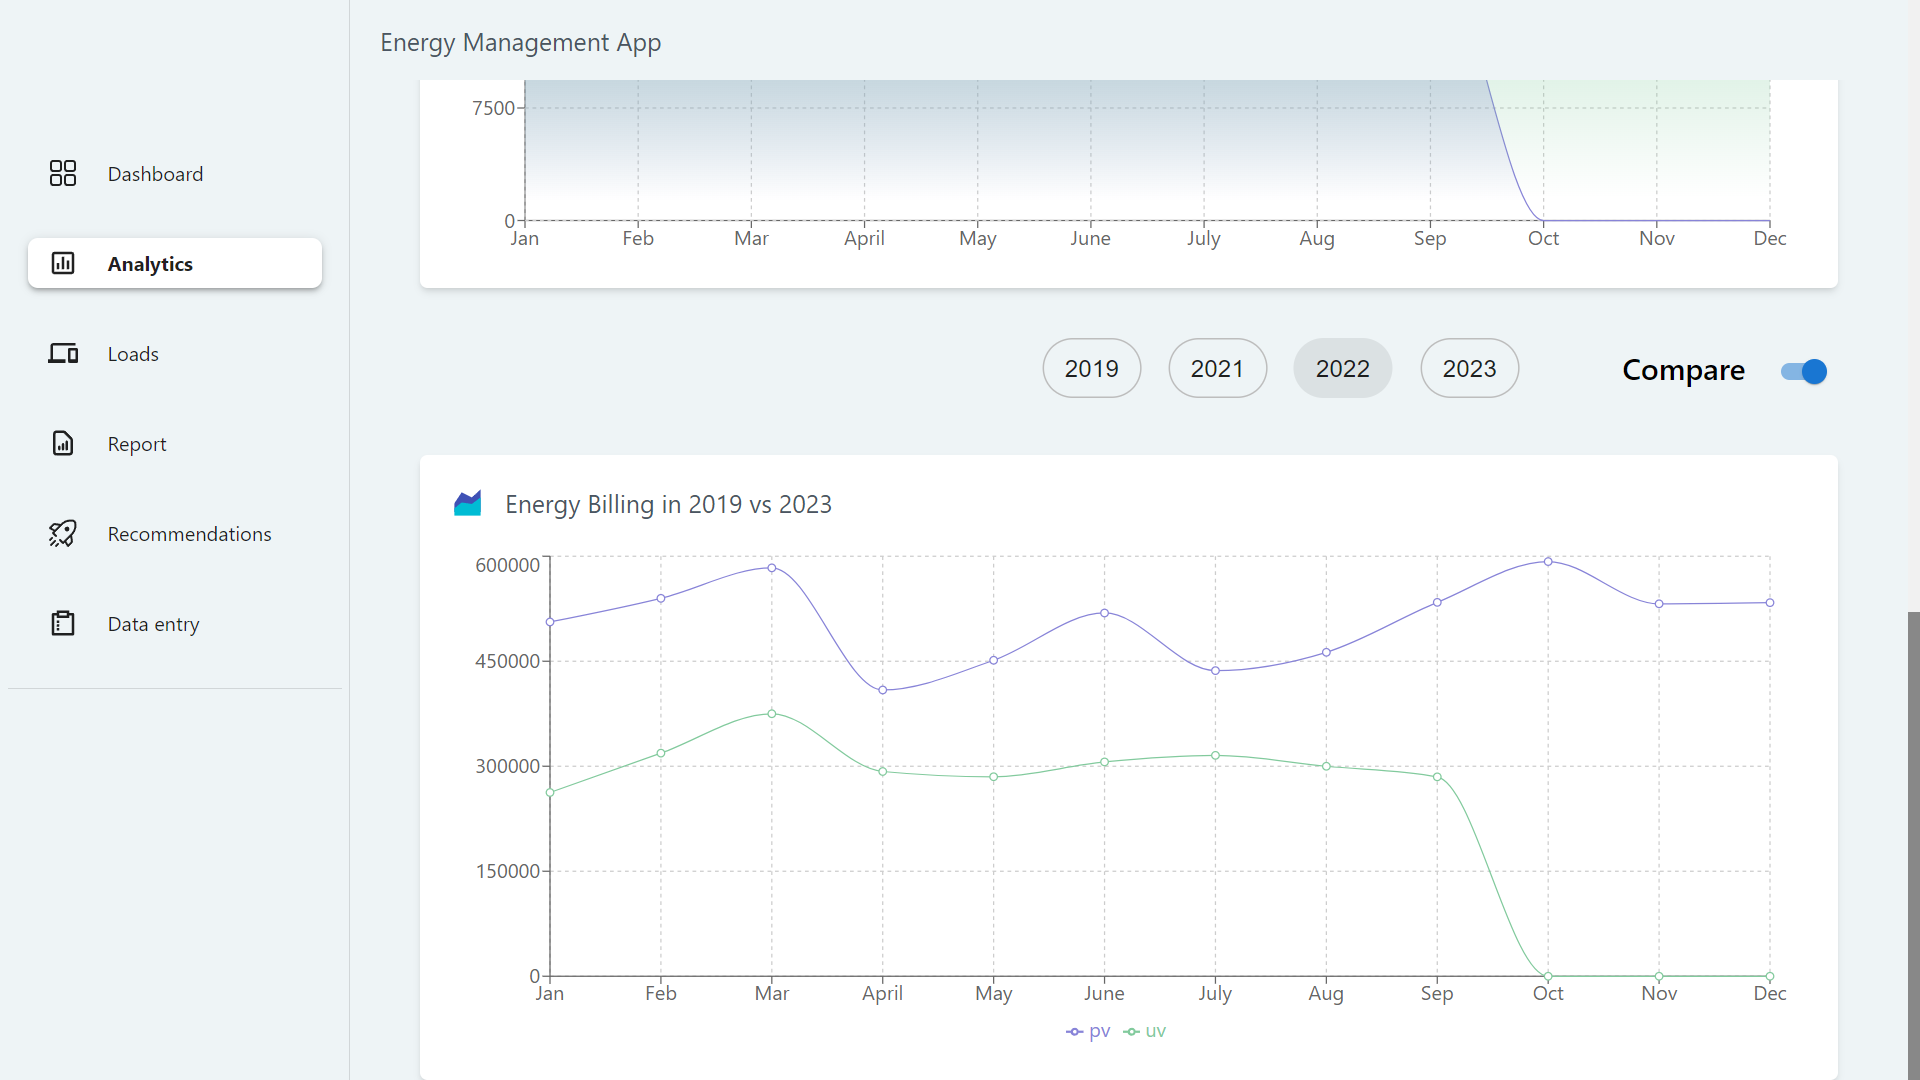 Energy Management App
Dashboard
Analytics
Loads
Report
Recommendations
Data entry
7500
0
Jan Feb Mar April May June July Aug Sep Oct Nov Dec
2019 2021 2022 2023 Compare
Energy Billing in 2019 vs 2023
600000
450000
300000
150000
0
Jan Feb Mar April May June July Aug Sep Oct Nov Dec
pv uv